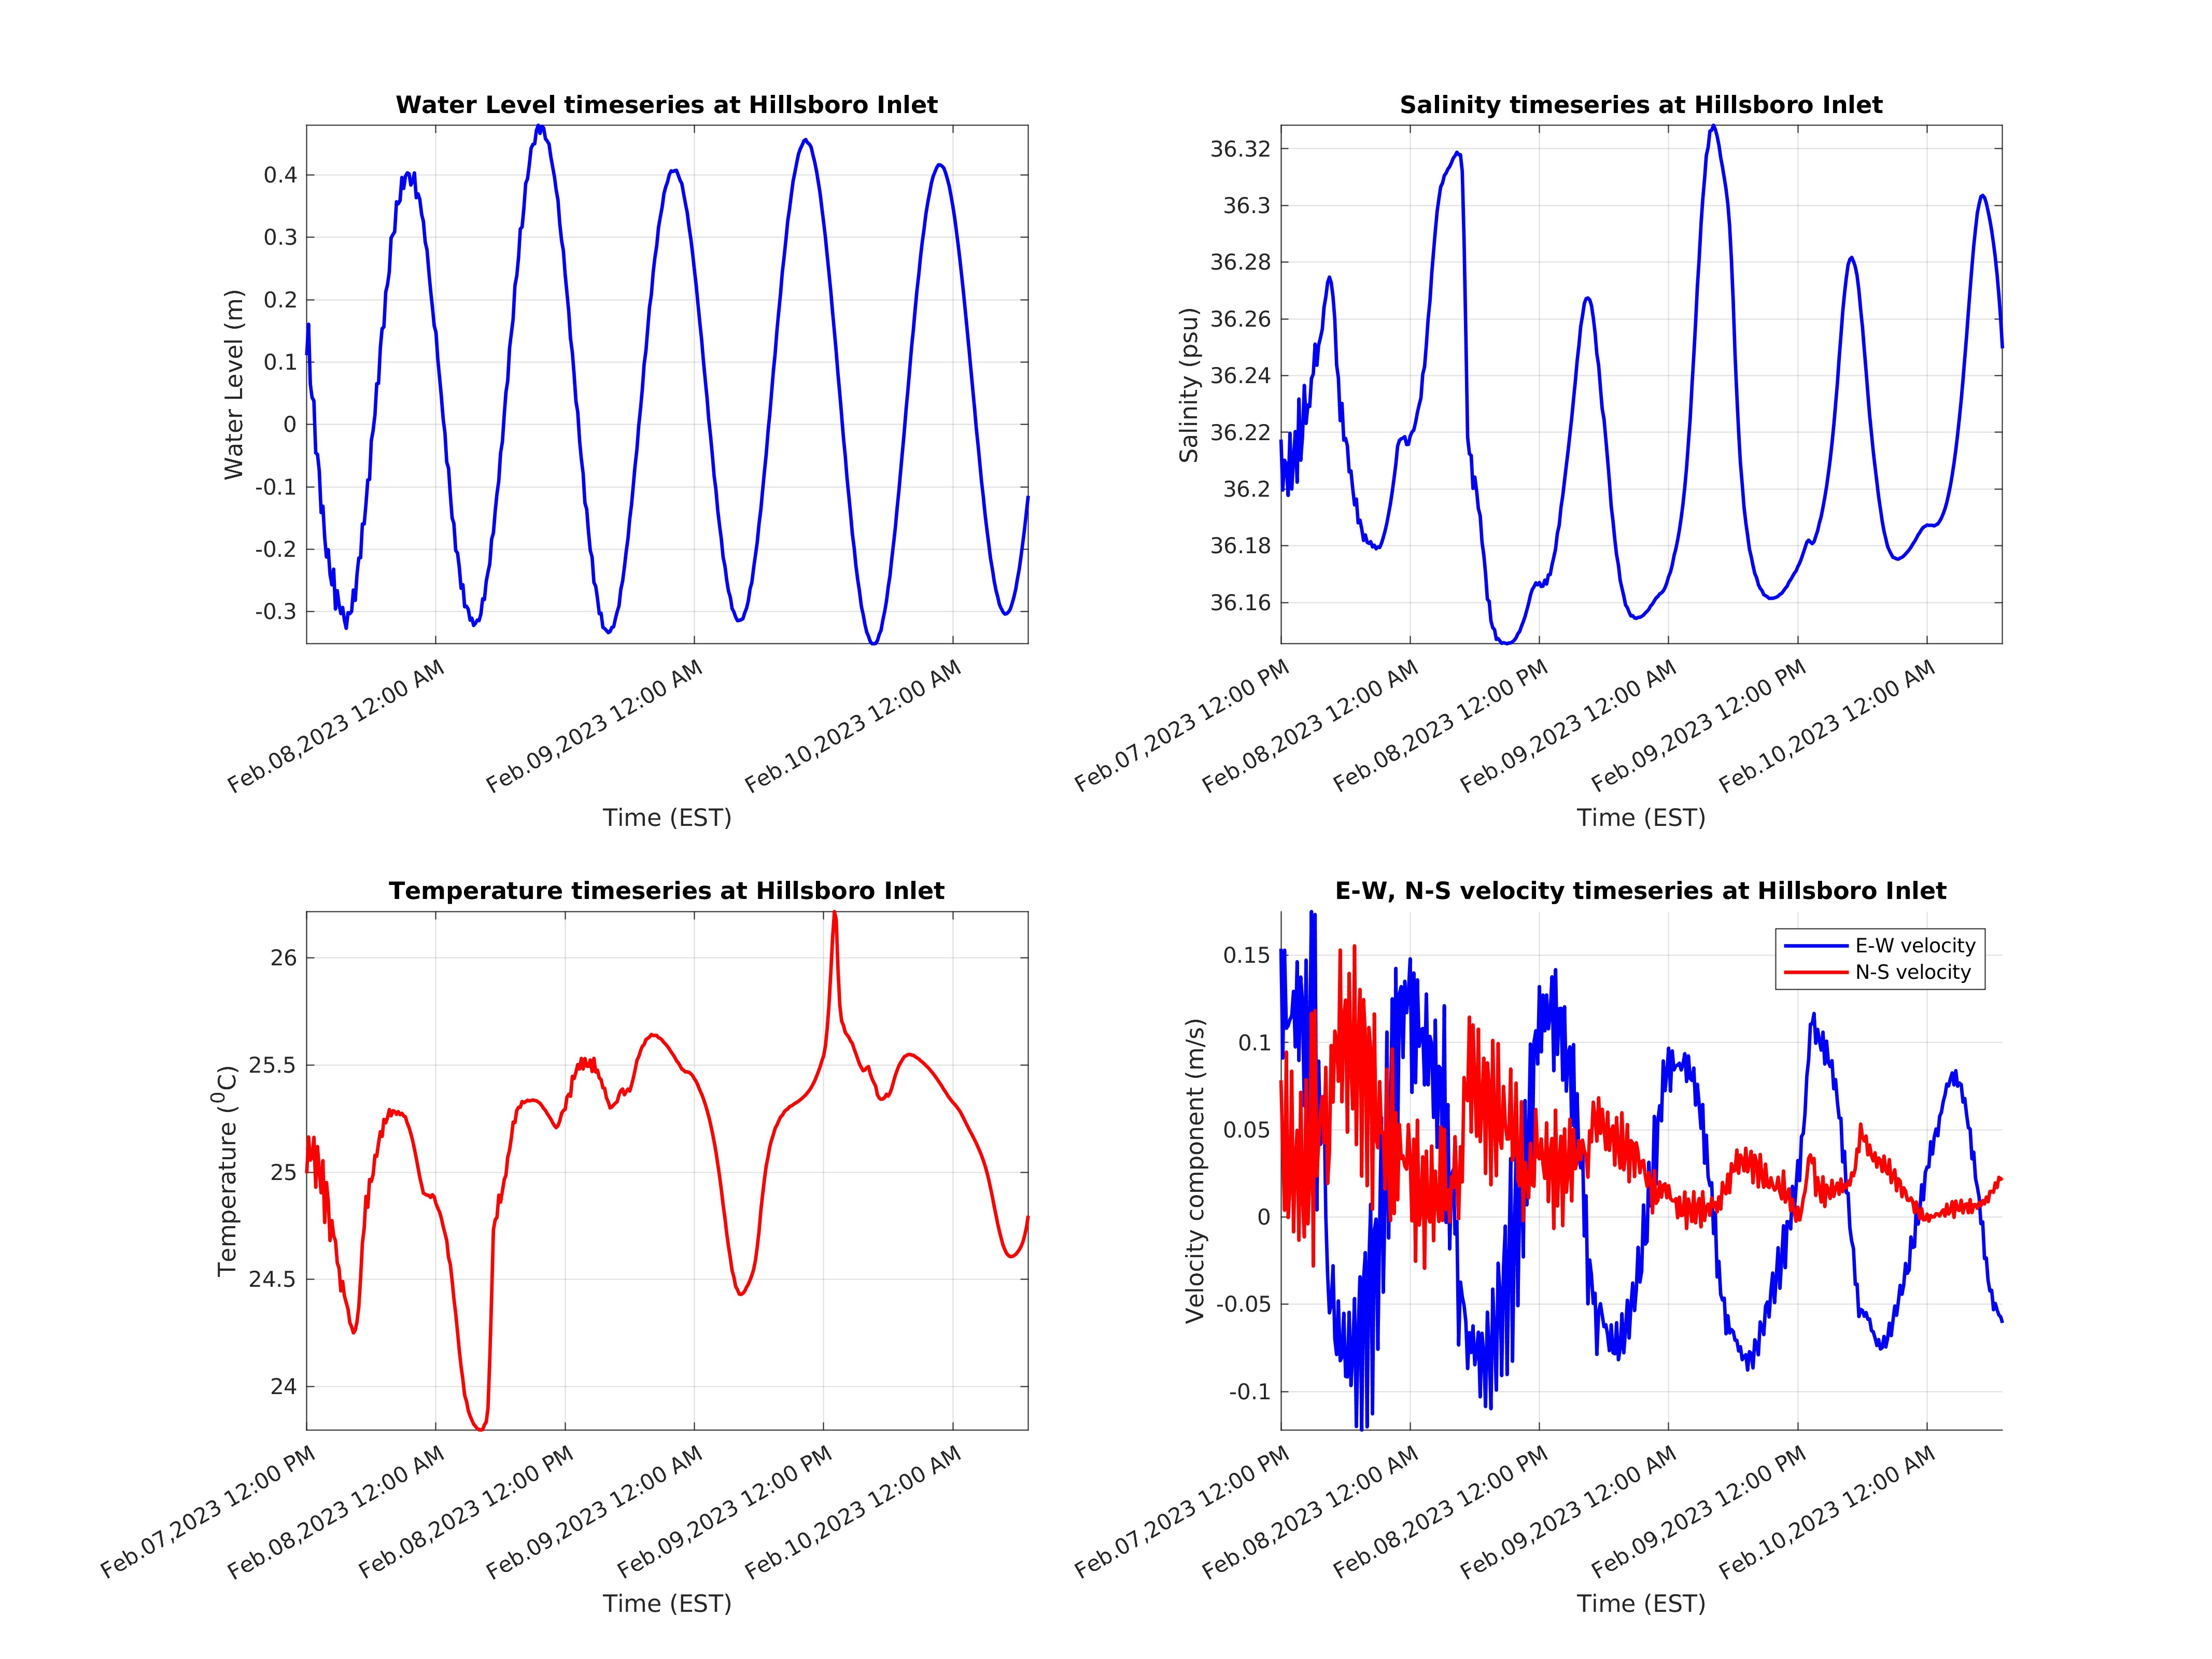 Water Level timeseries at Hillsboro Inlet
0.4
0.3
0.2
0.1
0
-0.1
-0.2
-0.3
Water Level (m)
Feb.08,2023 12:00 AM
Feb.09,2023 12:00 AM
Feb.10,2023 12:00 AM
Time (EST)
Salinity timeseries at Hillsboro Inlet
36.32
36.3
36.28
36.26
36.24
36.22
36.2
36.18
36.16
Salinity (psu)
Feb.07,2023 12:00 PM
Feb.08,2023 12:00 AM
Feb.08,2023 12:00 PM
Feb.09,2023 12:00 AM
Feb.09,2023 12:00 PM
Feb.10,2023 12:00 AM
Time (EST)
Temperature timeseries at Hillsboro Inlet
26
25.5
25
24.5
24
Temperature (⁰C)
Feb.07,2023 12:00 PM
Feb.08,2023 12:00 AM
Feb.08,2023 12:00 PM
Feb.09,2023 12:00 AM
Feb.09,2023 12:00 PM
Feb.10,2023 12:00 AM
Time (EST)
E-W, N-S velocity timeseries at Hillsboro Inlet
E-W velocity
N-S velocity
0.15
0.1
0.05
0
-0.05
-0.1
Velocity component (m/s)
Feb.07,2023 12:00 PM
Feb.08,2023 12:00 AM
Feb.08,2023 12:00 PM
Feb.09,2023 12:00 AM
Feb.09,2023 12:00 PM
Feb.10,2023 12:00 AM
Time (EST)